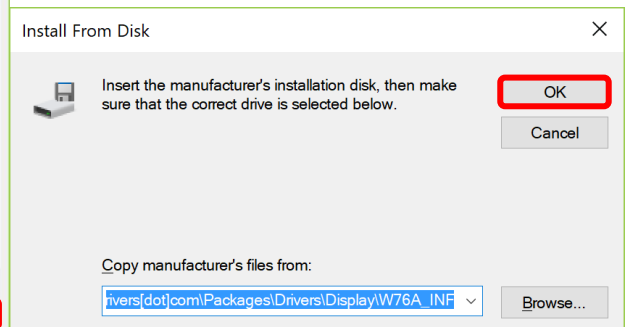 Install From Disk
Insert the manufacturer's installation disk, then make
sure that the correct drive is selected below.
OK
Cancel
Copy manufacturer's files from:
rivers[dot]com\Packages\Drivers\Display\W76A_INF
Browse...